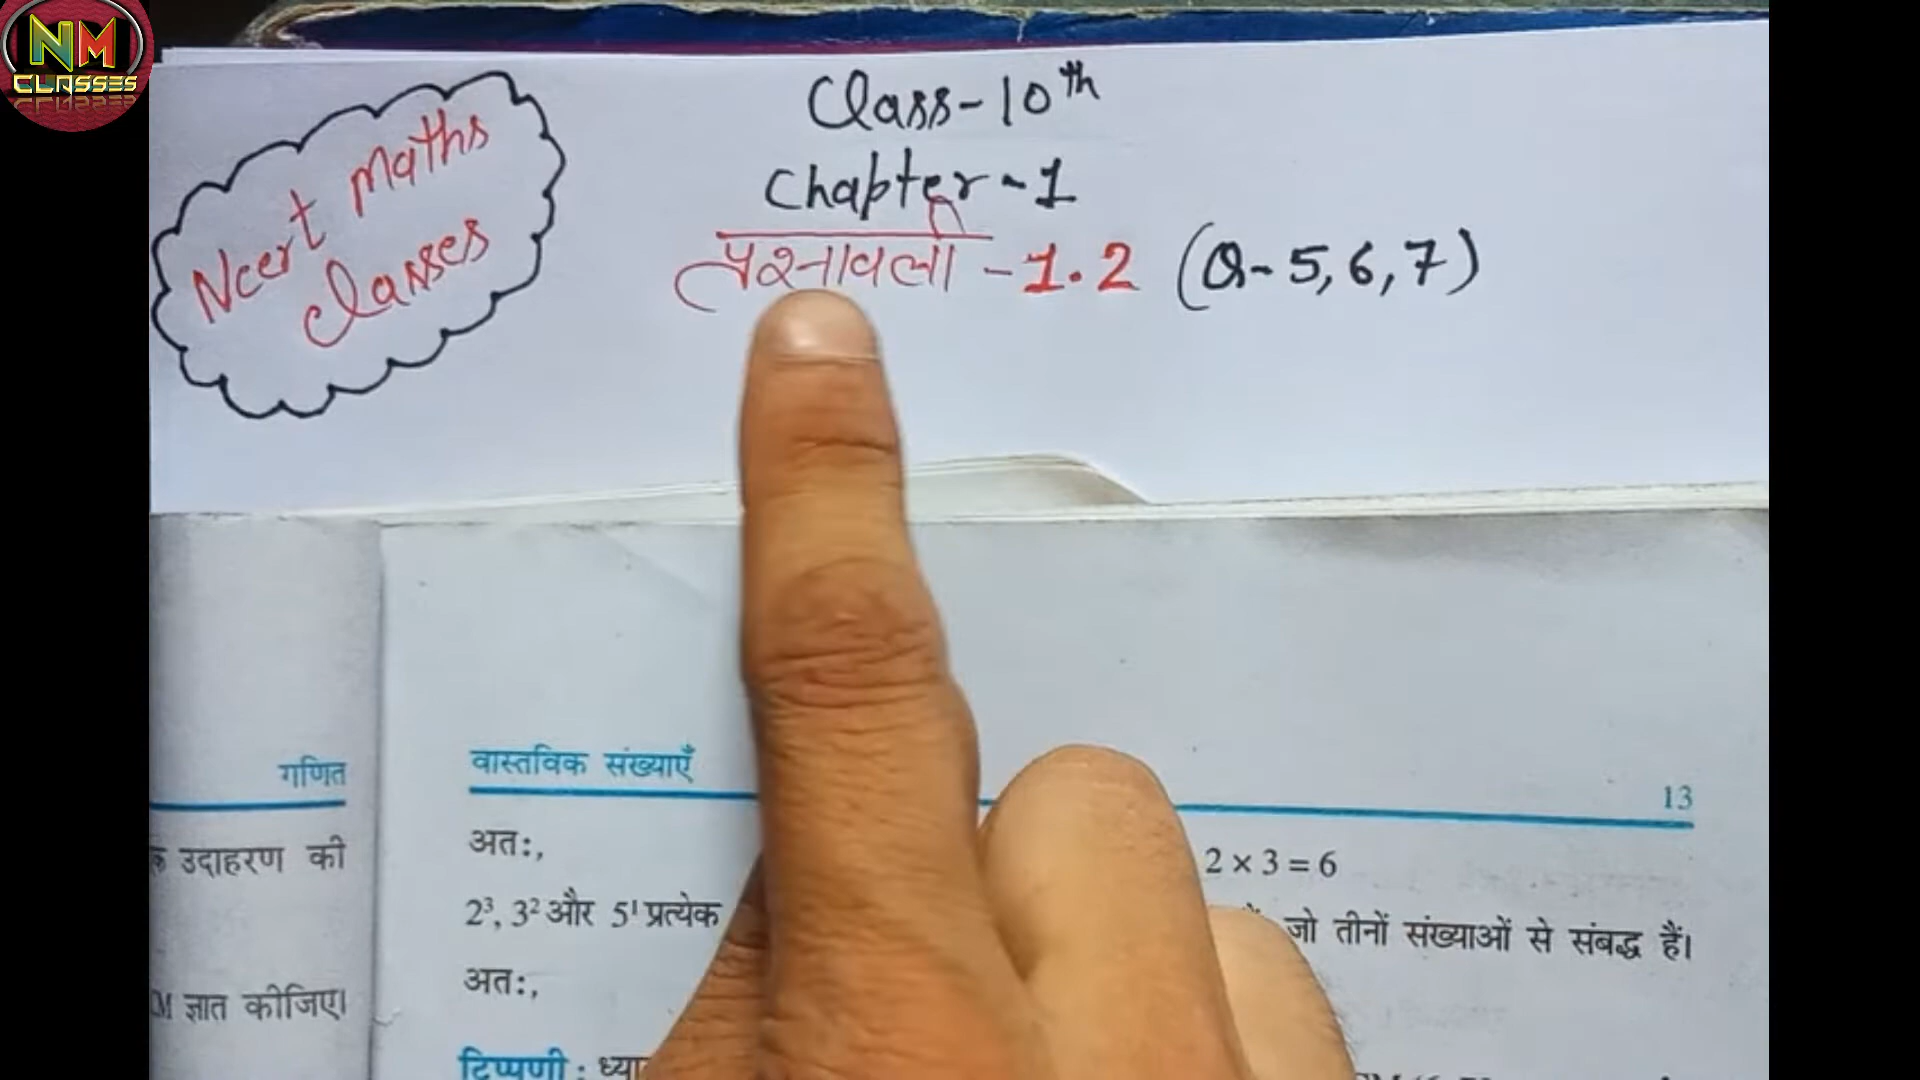 NM
CLASSES
Ncert maths
classes
Class-10th
Chapter-1
प्रश्नावली-1.2 (Q-5,6,7)
गणित
उदाहरण की
ज्ञात कीजिए।
वास्तविक संख्याएँ 13
अतः, 2 × 3 = 6
2³, 3² और 5¹ प्रत्येक जो तीनों संख्याओं से संबद्ध हैं।
अतः,
टिप्पणी :